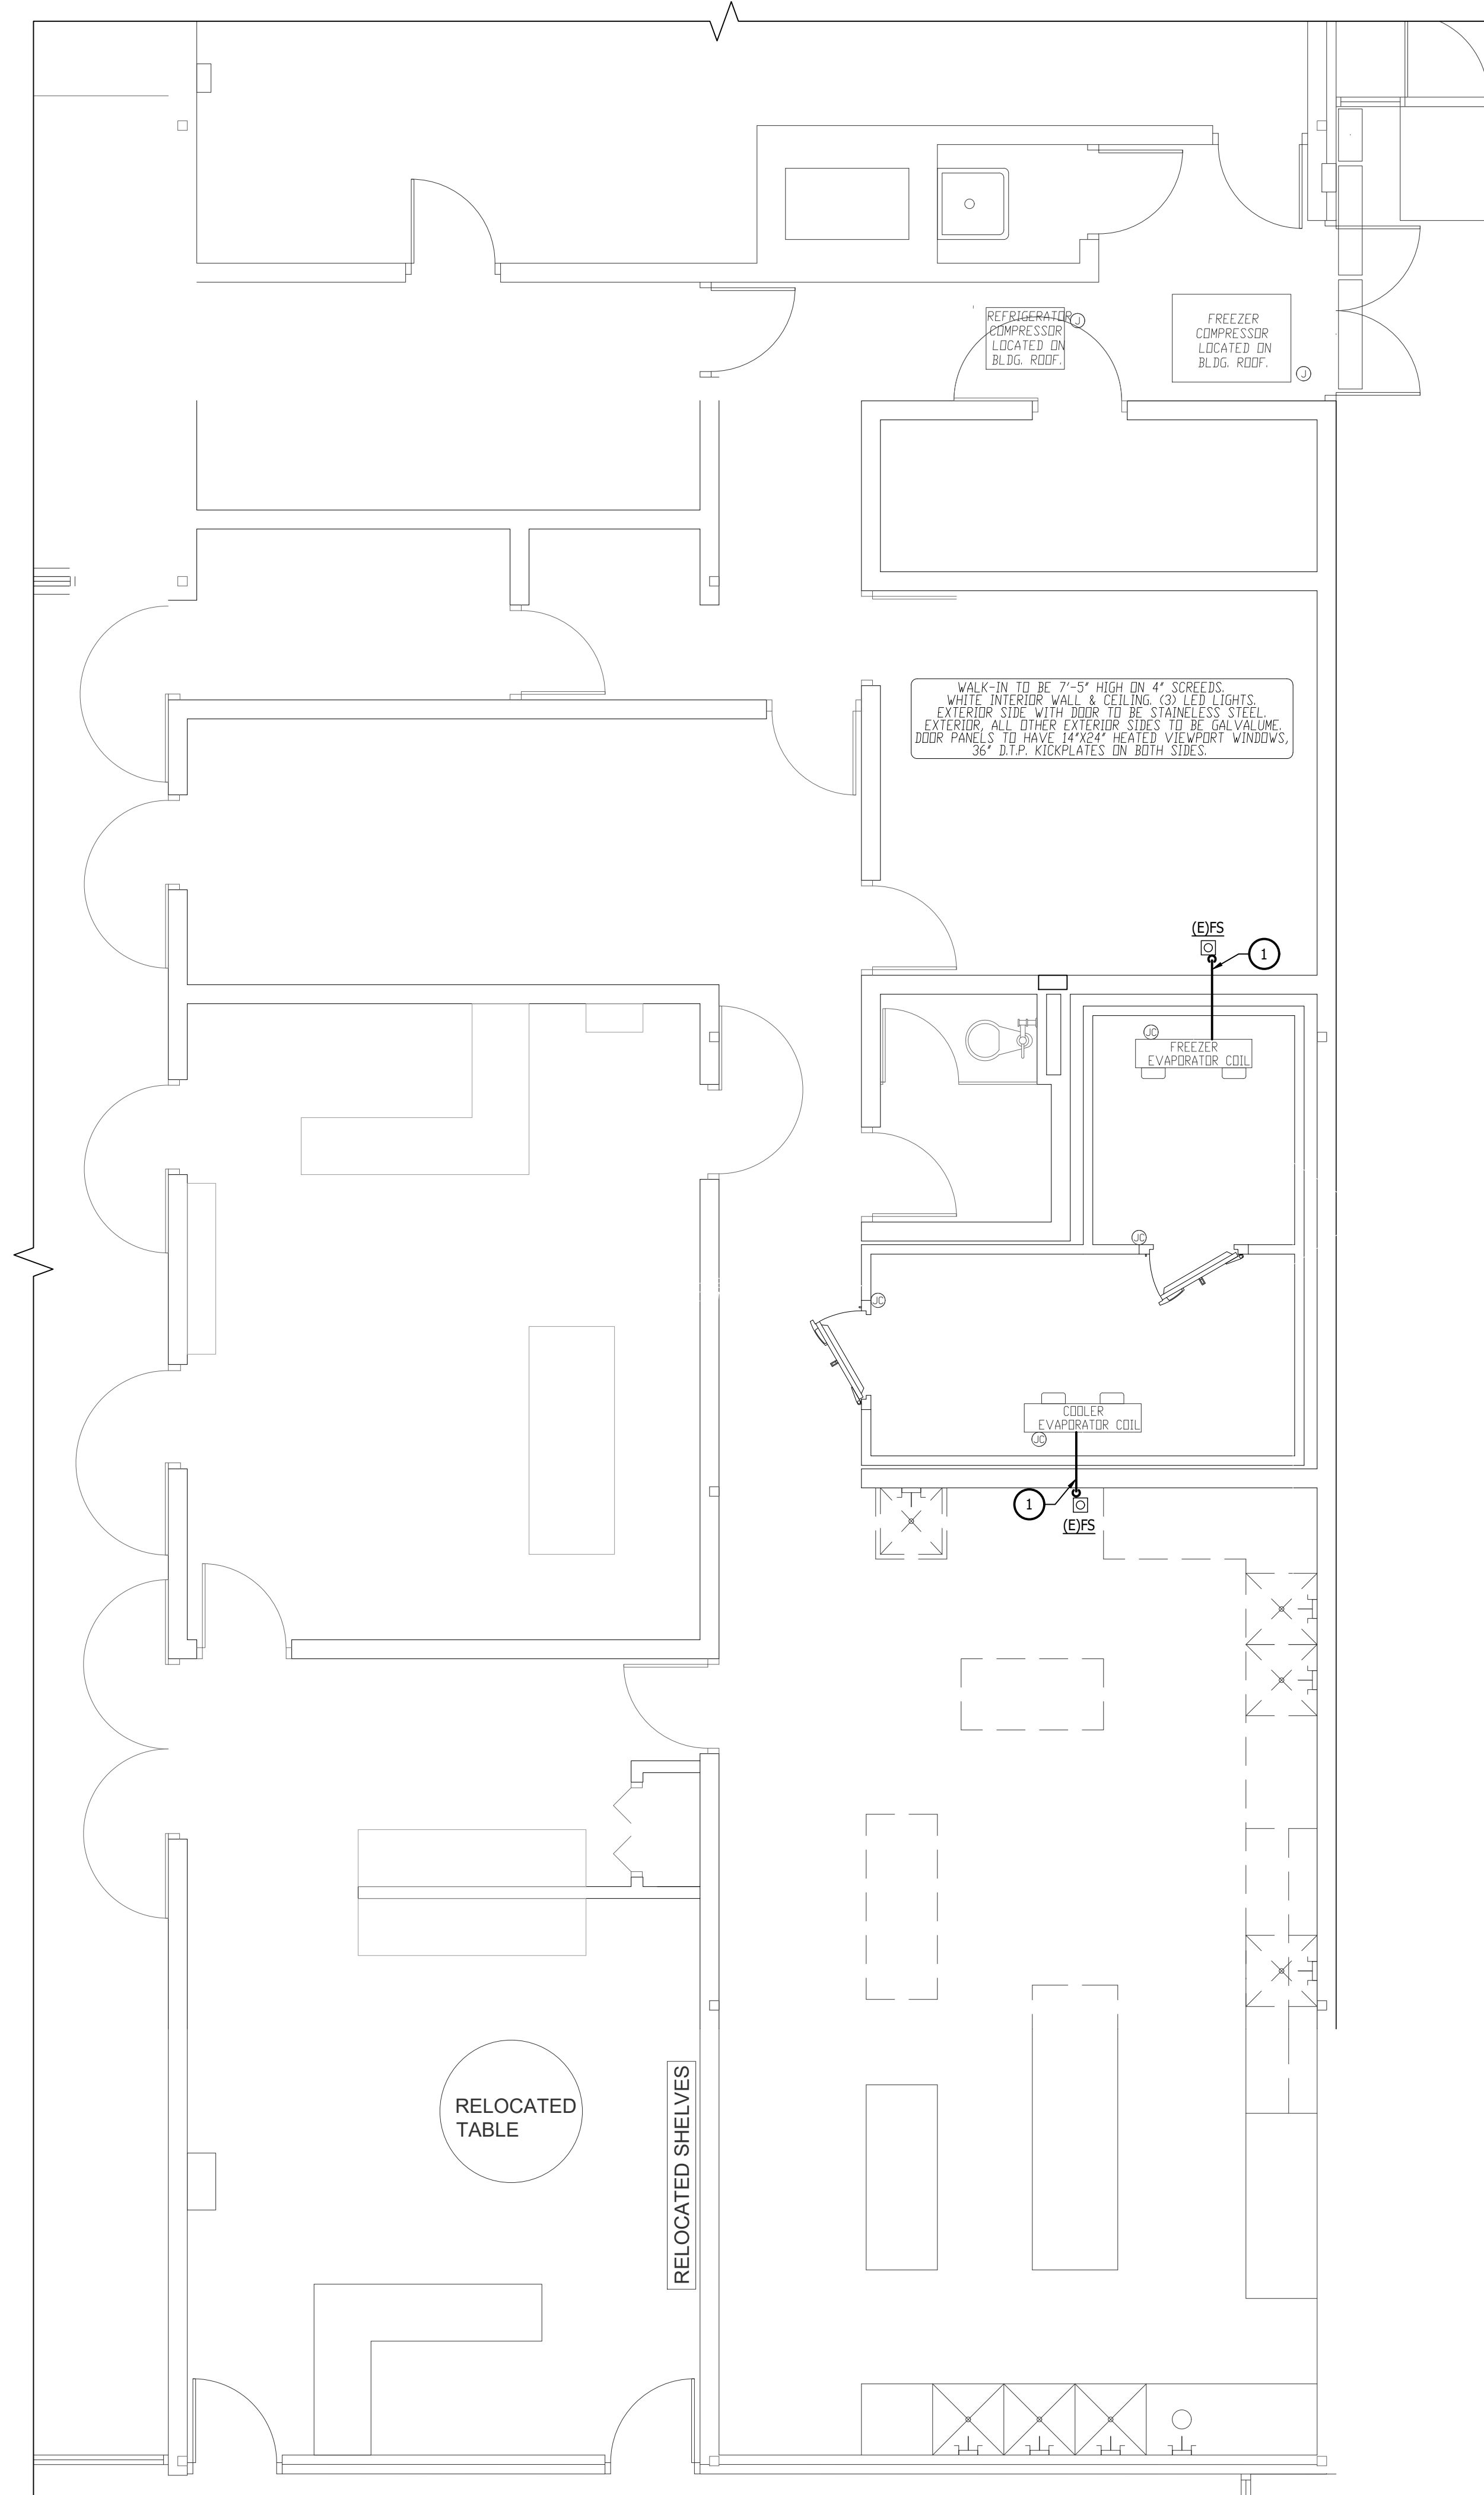 REFRIGERATOR
COMPRESSOR
LOCATED ON
BLDG. ROOF.
J
FREEZER
COMPRESSOR
LOCATED ON
BLDG. ROOF.
J
WALK-IN TO BE 7'-5" HIGH ON 4" SCREEDS.
WHITE INTERIOR WALL & CEILING. (3) LED LIGHTS.
EXTERIOR SIDE WITH DOOR TO BE STAINELESS STEEL.
EXTERIOR, ALL OTHER EXTERIOR SIDES TO BE GALVALUME.
DOOR PANELS TO HAVE 14"X24" HEATED VIEWPORT WINDOWS,
36" D.T.P. KICKPLATES ON BOTH SIDES.
(E)FS
1
JC
FREEZER
EVAPORATOR COIL
JC
JC
COOLER
EVAPORATOR COIL
JC
1
(E)FS
RELOCATED
TABLE
RELOCATED SHELVES